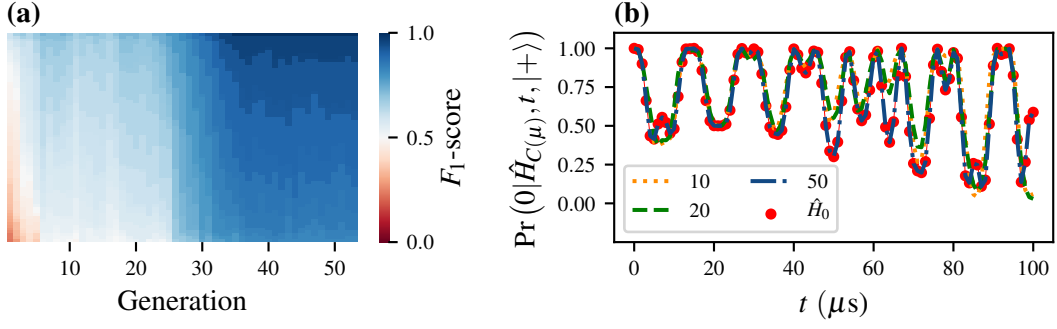 (a)
1.0
0.5
0.0
F₁-score
10 20 30 40 50
Generation
(b)
Pr (0|Ĥ_C(μ), t, |+⟩)
1.00
0.75
0.50
0.25
0.00
10
20
50
Ĥ₀
0 20 40 60 80 100
t (μs)